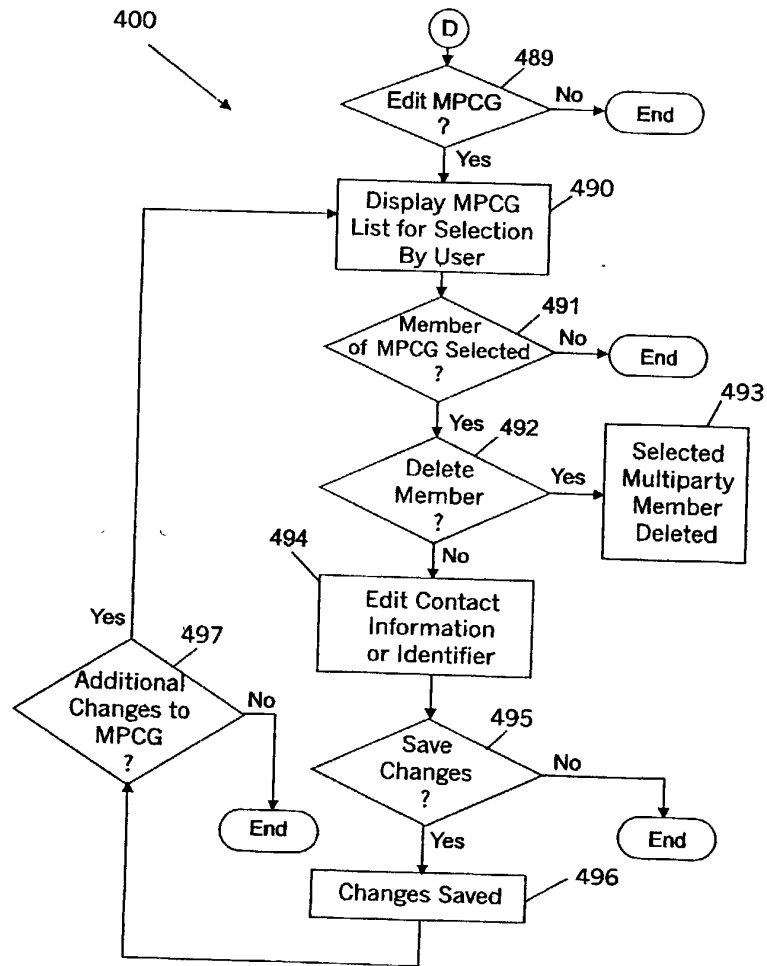 400
D
489
Edit MPCG
?
No
End
Yes
490
Display MPCG
List for Selection
By User
491
Member
of MPCG Selected
?
No
End
Yes
492
493
Delete
Member
?
Yes
Selected
Multiparty
Member
Deleted
No
494
Edit Contact
Information
or Identifier
Yes
497
Additional
Changes to
MPCG
?
No
End
495
Save
Changes
?
No
End
Yes
Changes Saved
496